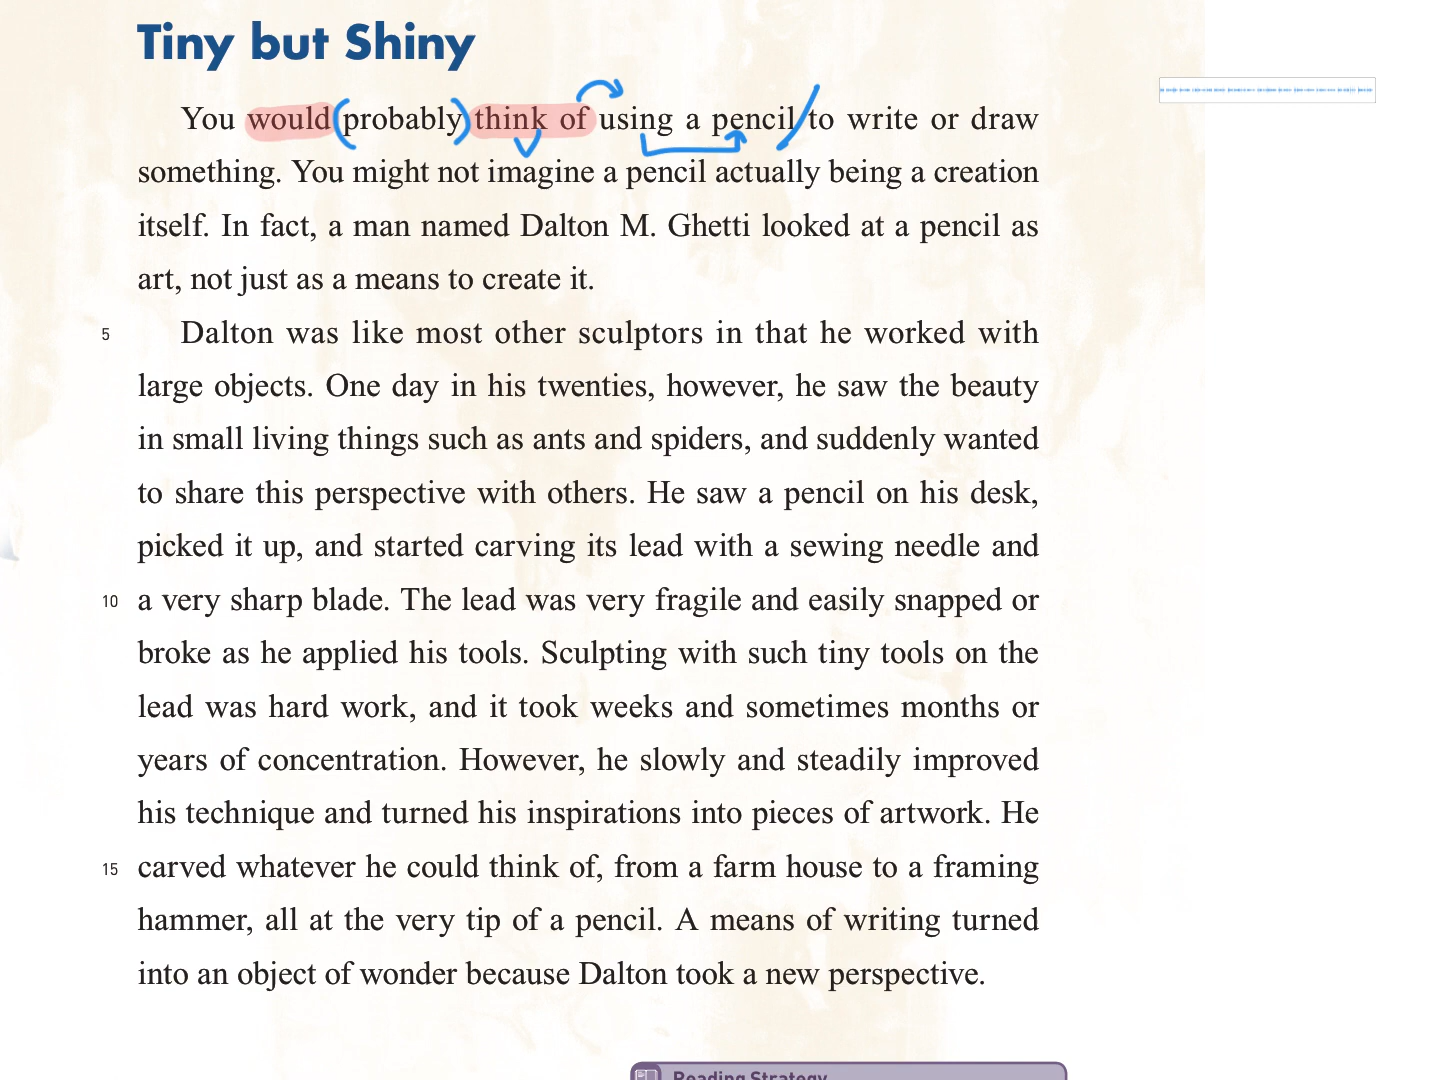 Tiny but Shiny
You would probably think of using a pencil to write or draw
something. You might not imagine a pencil actually being a creation
itself. In fact, a man named Dalton M. Ghetti looked at a pencil as
art, not just as a means to create it.
5 Dalton was like most other sculptors in that he worked with
large objects. One day in his twenties, however, he saw the beauty
in small living things such as ants and spiders, and suddenly wanted
to share this perspective with others. He saw a pencil on his desk,
picked it up, and started carving its lead with a sewing needle and
10 a very sharp blade. The lead was very fragile and easily snapped or
broke as he applied his tools. Sculpting with such tiny tools on the
lead was hard work, and it took weeks and sometimes months or
years of concentration. However, he slowly and steadily improved
his technique and turned his inspirations into pieces of artwork. He
15 carved whatever he could think of, from a farm house to a framing
hammer, all at the very tip of a pencil. A means of writing turned
into an object of wonder because Dalton took a new perspective.
Reading Strategy